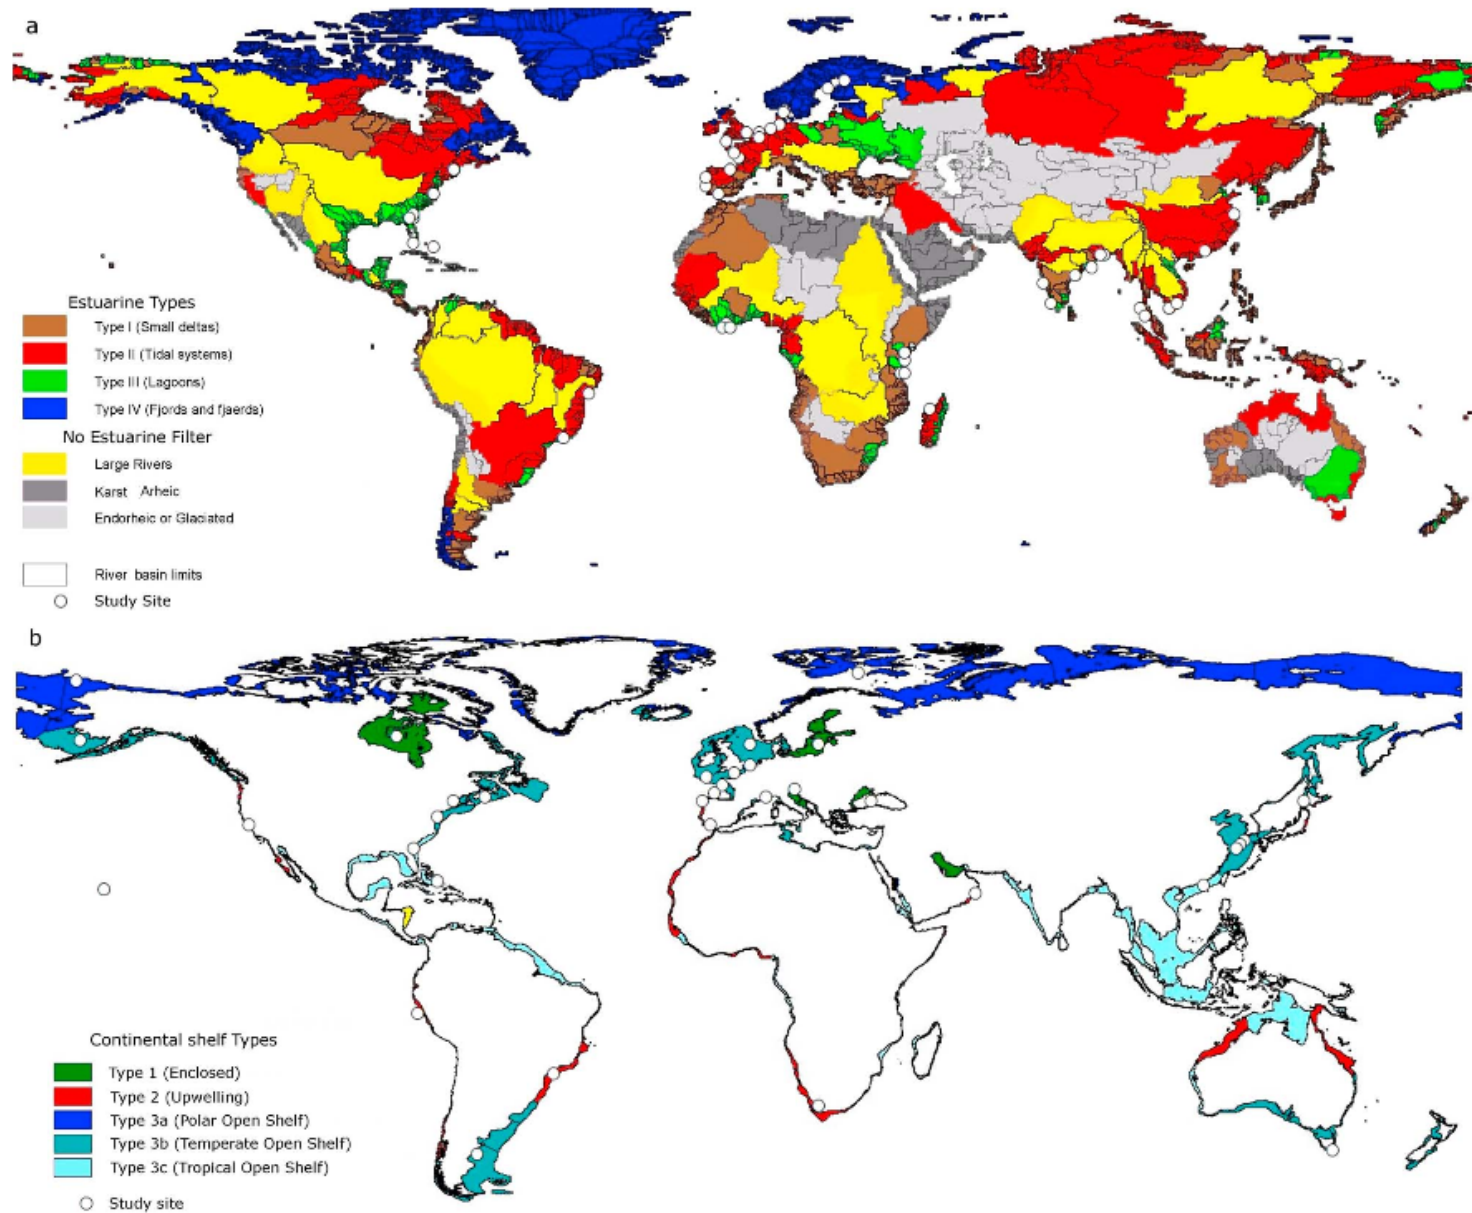 a
Estuarine Types
Type I (Small deltas)
Type II (Tidal systems)
Type III (Lagoons)
Type IV (Fjords and fjaerds)
No Estuarine Filter
Large Rivers
Karst Arheic
Endorheic or Glaciated
River basin limits
Study Site
b
Continental shelf Types
Type 1 (Enclosed)
Type 2 (Upwelling)
Type 3a (Polar Open Shelf)
Type 3b (Temperate Open Shelf)
Type 3c (Tropical Open Shelf)
Study site